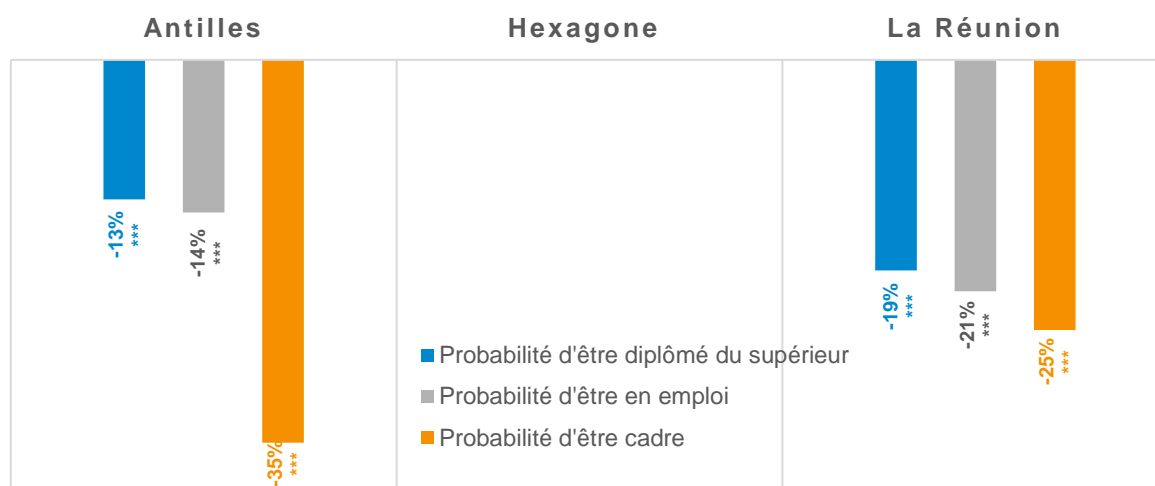 Antilles
Hexagone
La Réunion
-13%
***
-14%
***
-35%
***
-19%
***
-21%
***
-25%
***
Probabilité d'être diplômé du supérieur
Probabilité d'être en emploi
Probabilité d'être cadre